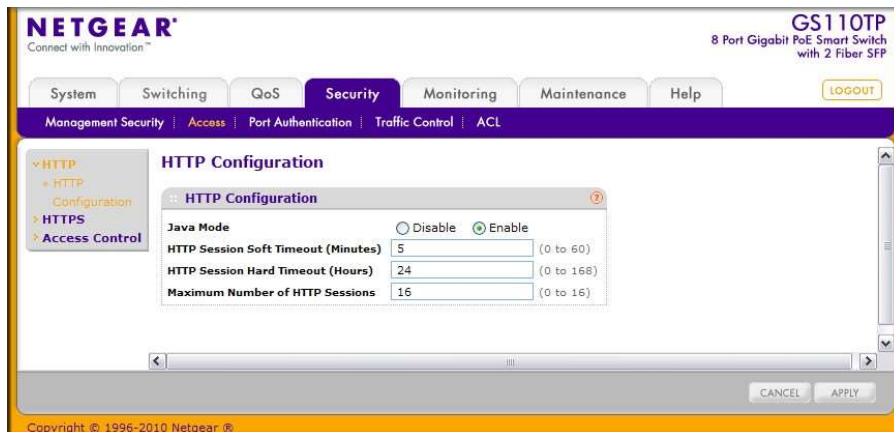 NETGEAR®
Connect with Innovation™
GS110TP
8 Port Gigabit PoE Smart Switch
with 2 Fiber SFP
System Switching QoS Security Monitoring Maintenance Help LOGOUT
Management Security Access Port Authentication Traffic Control ACL
HTTP
HTTP
Configuration
HTTPS
Access Control
HTTP Configuration
HTTP Configuration ?
Java Mode Disable Enable
HTTP Session Soft Timeout (Minutes) 5 (0 to 60)
HTTP Session Hard Timeout (Hours) 24 (0 to 168)
Maximum Number of HTTP Sessions 16 (0 to 16)
CANCEL APPLY
Copyright © 1996-2010 Netgear ®